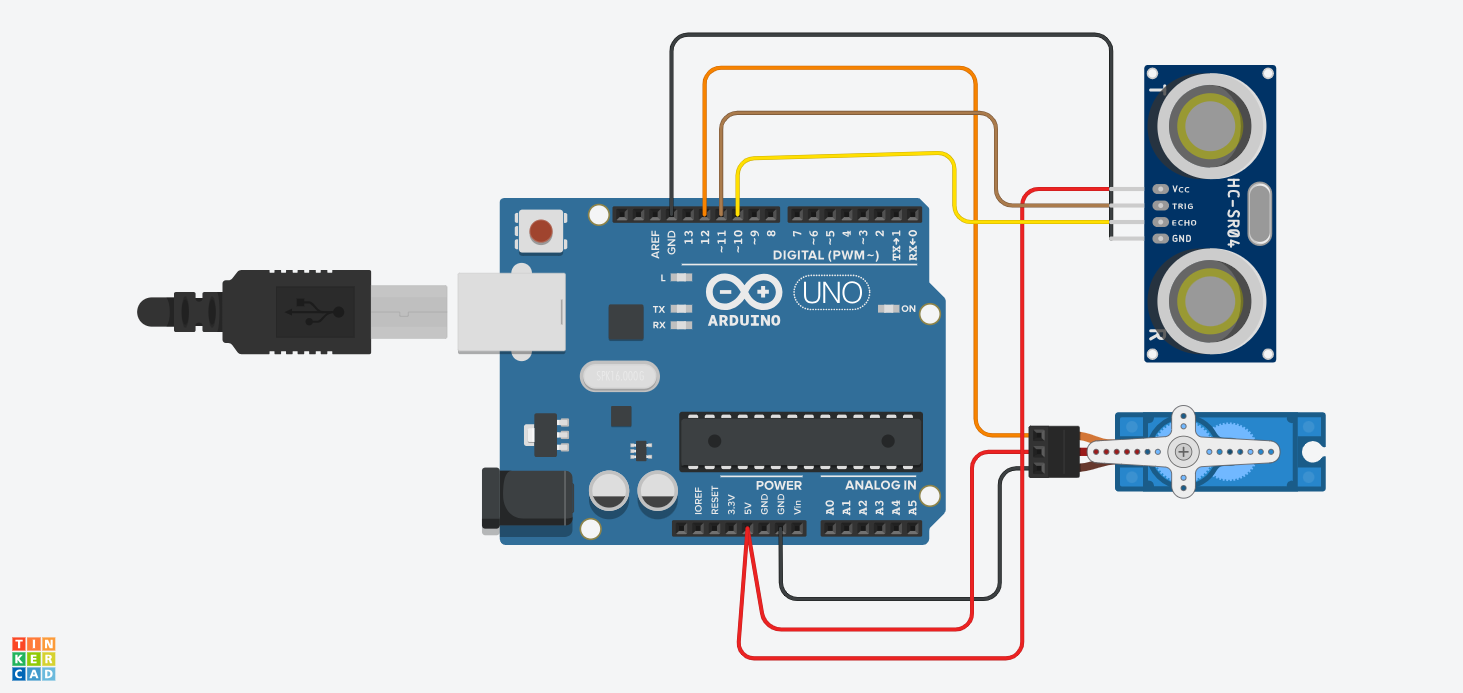 AREF
GND
13
12
~11
~10
~9
8
7
~6
~5
4
~3
2
TX→1
RX←0
DIGITAL (PWM~)
L
TX
RX
ARDUINO
UNO
ON
T
VCC
TRIG
ECHO
GND
HC-SR04
R
POWER
ANALOG IN
IOREF
RESET
3.3V
5V
GND
GND
Vin
A0
A1
A2
A3
A4
A5
TIN
KER
CAD